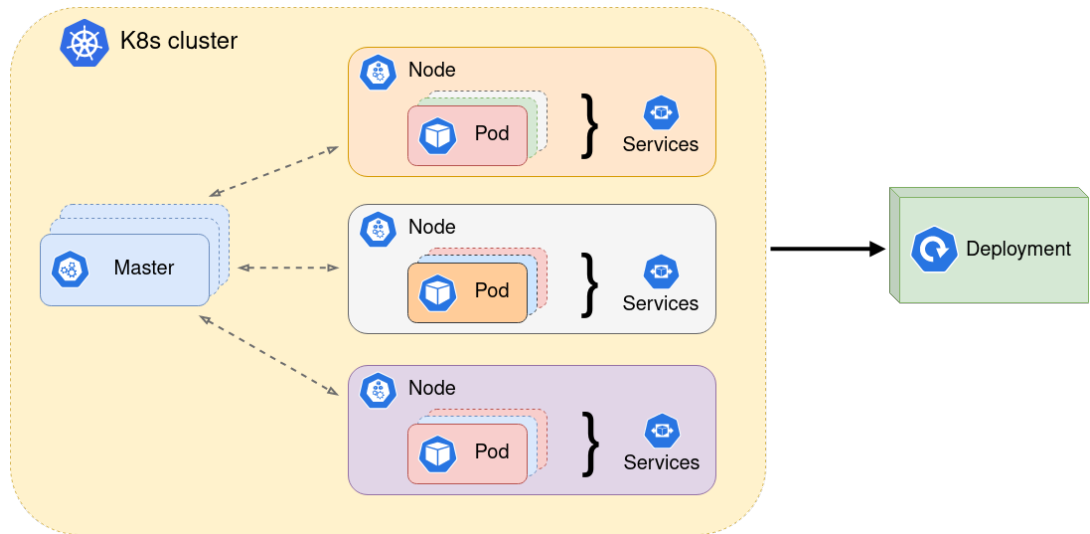 K8s cluster
Node
Pod
Services
Master
Node
Pod
Services
Deployment
Node
Pod
Services